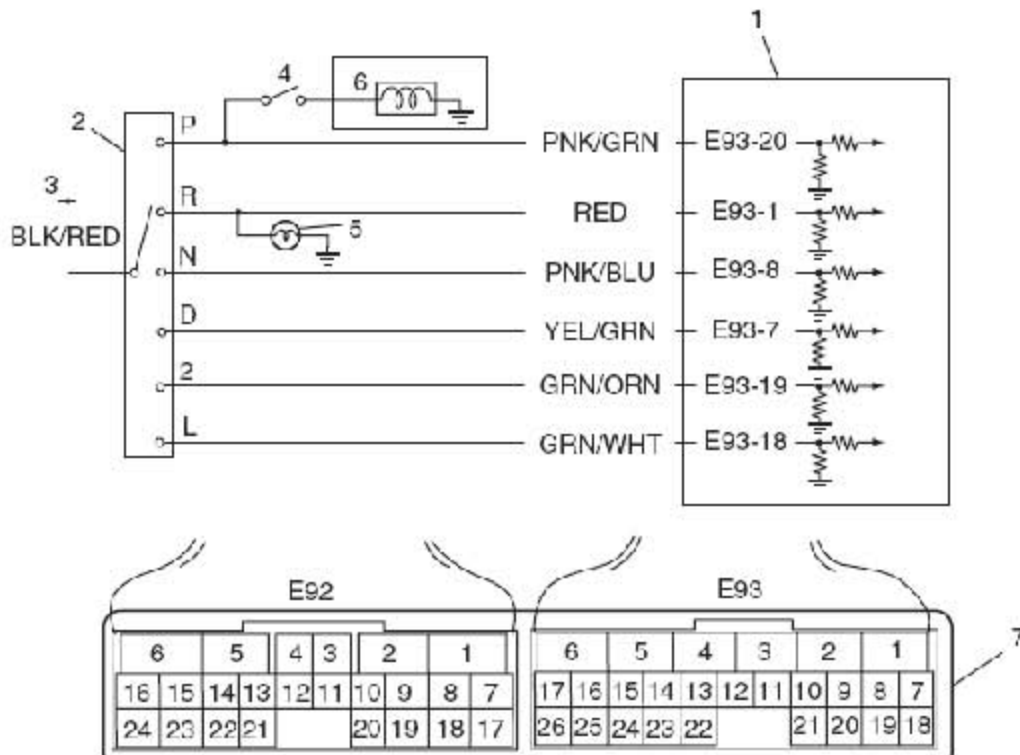 1
4
6
2
P
PNK/GRN E93-20
3
R
RED E93-1
5
BLK/RED
N
PNK/BLU E93-8
D
YEL/GRN E93-7
2
GRN/ORN E93-19
L
GRN/WHT E93-18
E92 E93
7
6 5 4 3 2 1 6 5 4 3 2 1
16 15 14 13 12 11 10 9 8 7 17 16 15 14 13 12 11 10 9 8 7
24 23 22 21 20 19 18 17 26 25 24 23 22 21 20 19 18